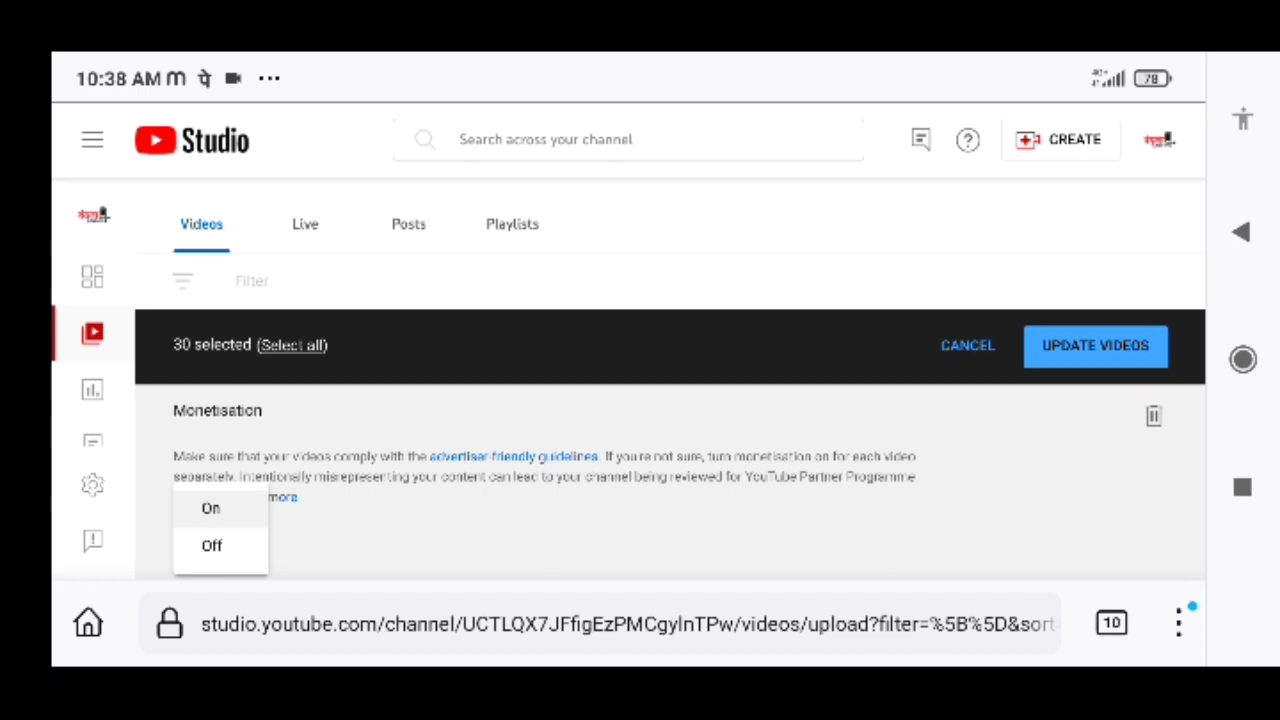 10:38 AM
78
Studio
Search across your channel
CREATE
Videos
Live
Posts
Playlists
Filter
30 selected (Select all)
CANCEL
UPDATE VIDEOS
Monetisation
Make sure that your videos comply with the advertiser-friendly guidelines. If you're not sure, turn monetisation on for each video
separately. Intentionally misrepresenting your content can lead to your channel being reviewed for YouTube Partner Programme
more
On
Off
studio.youtube.com/channel/UCTLQX7JFfigEzPMCgylnTPw/videos/upload?filter=%5B%5D&sort
10